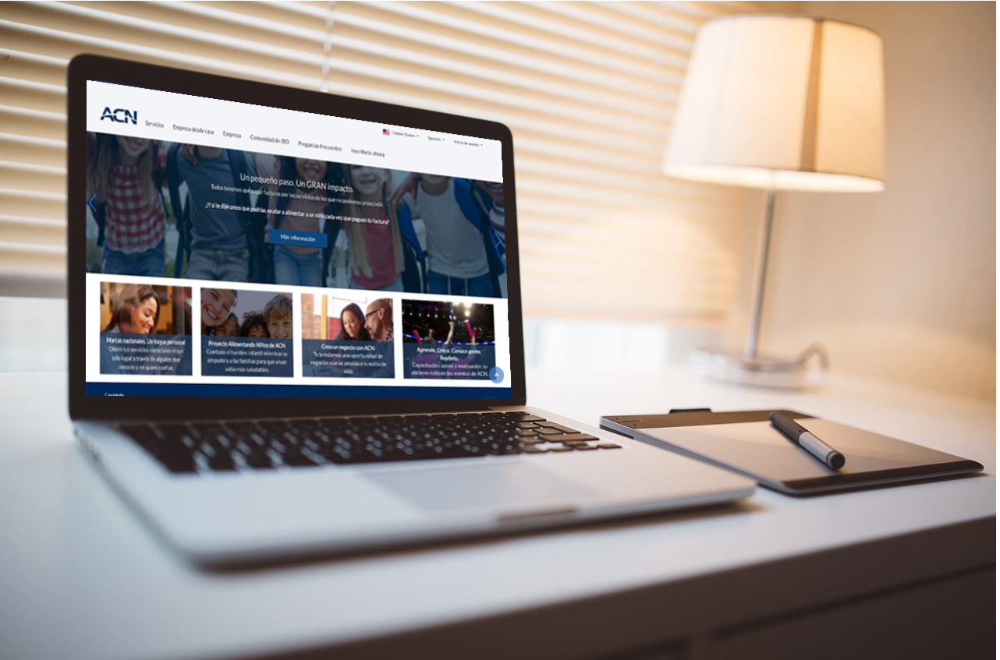 ACN
United States
Spanish
Inicio de sesión
Servicios
Empresa desde casa
Empresa
Comunidad de IBO
Preguntas frecuentes
Inscríbete ahora
Un pequeño paso. Un GRAN impacto.
Todos tenemos que pagar facturas por los servicios de los que no podemos prescindir.
¿Y si te dijéramos que podrías ayudar a alimentar a un niño cada vez que pagues tu factura?
Más información
Marcas nacionales. Un toque personal
Obtén tus servicios esenciales en un
solo lugar a través de alguien que
conoces y en quien confías.
Proyecto Alimentando Niños de ACN
Combate el hambre infantil mientras se
empodera a las familias para que vivan
vidas más saludables.
Crea un negocio con ACN
Te brindamos una oportunidad de
negocios que se amolda a tu estilo de
vida.
Aprende. Crece. Conoce gente.
Repítelo.
Capacitación, apoyo y motivación: lo
obtienes todo en los eventos de ACN.